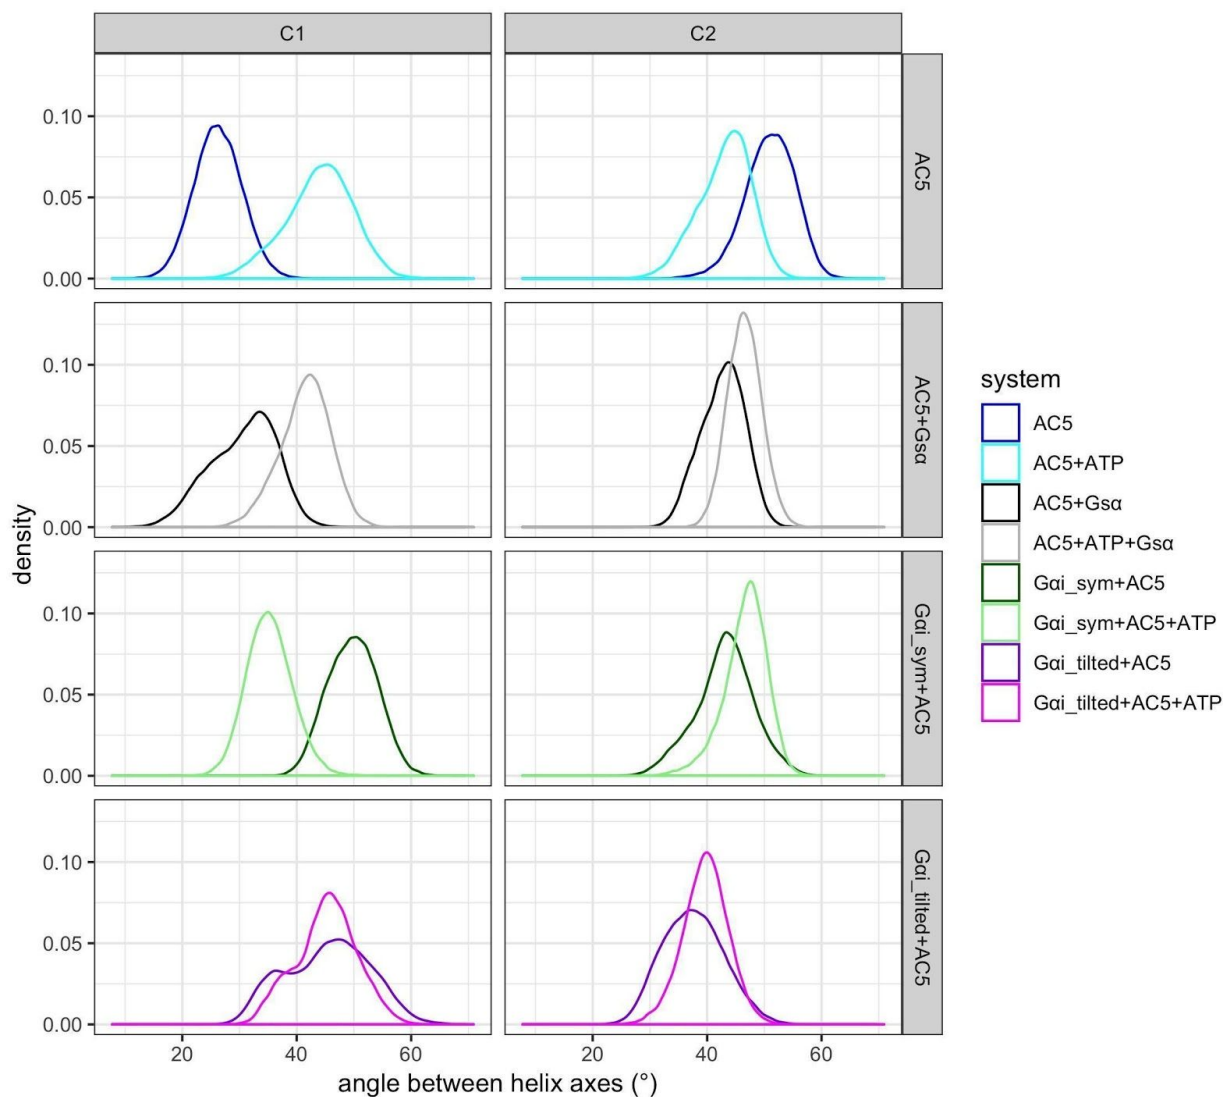 C1
C2
0.10
0.05
0.00
AC5
0.10
0.05
0.00
AC5+Gsα
0.10
0.05
0.00
Gαi_sym+AC5
0.10
0.05
0.00
Gαi_tilted+AC5
20
40
60
20
40
60
angle between helix axes (°)
density
system
AC5
AC5+ATP
AC5+Gsα
AC5+ATP+Gsα
Gαi_sym+AC5
Gαi_sym+AC5+ATP
Gαi_tilted+AC5
Gαi_tilted+AC5+ATP